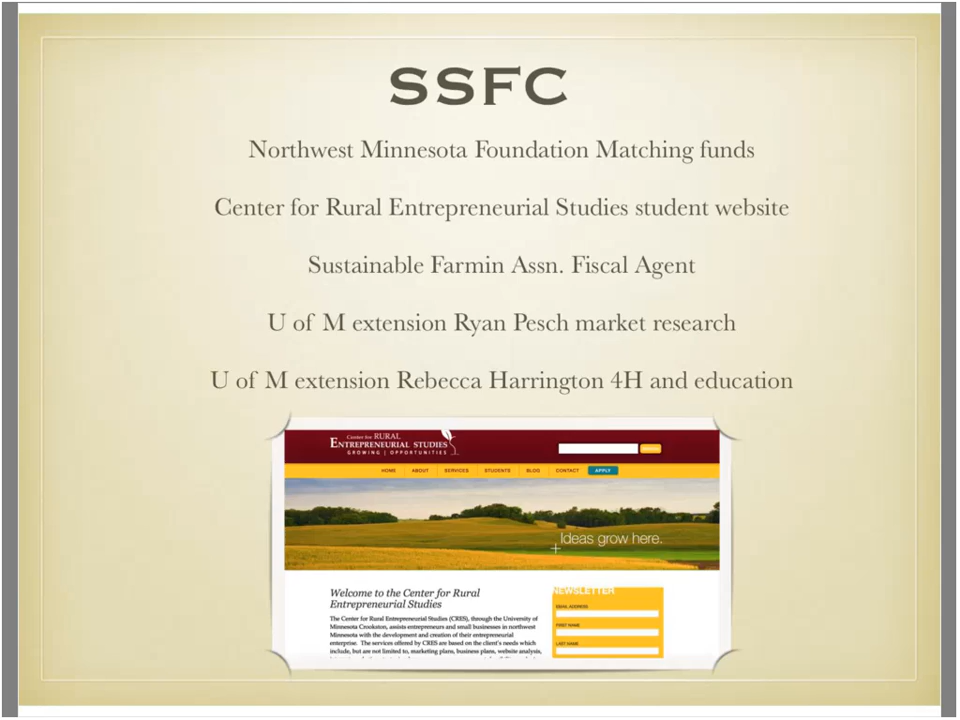 SSFC
Northwest Minnesota Foundation Matching funds
Center for Rural Entrepreneurial Studies student website
Sustainable Farmin Assn. Fiscal Agent
U of M extension Ryan Pesch market research
U of M extension Rebecca Harrington 4H and education
Center for RURAL
ENTREPRENEURIAL STUDIES
GROWING | OPPORTUNITIES
HOME ABOUT SERVICES STUDENTS BLOG CONTACT APPLY
Ideas grow here.
Welcome to the Center for Rural
Entrepreneurial Studies
The Center for Rural Entrepreneurial Studies (CRES), through the University of
Minnesota Crookston, assists entrepreneurs and small businesses in northwest
Minnesota with the development and creation of their entrepreneurial
enterprise. The services offered by CRES are based on the client's needs which
include, but are not limited to, marketing plans, business plans, website analysis,
NEWSLETTER
EMAIL ADDRESS
FIRST NAME
LAST NAME